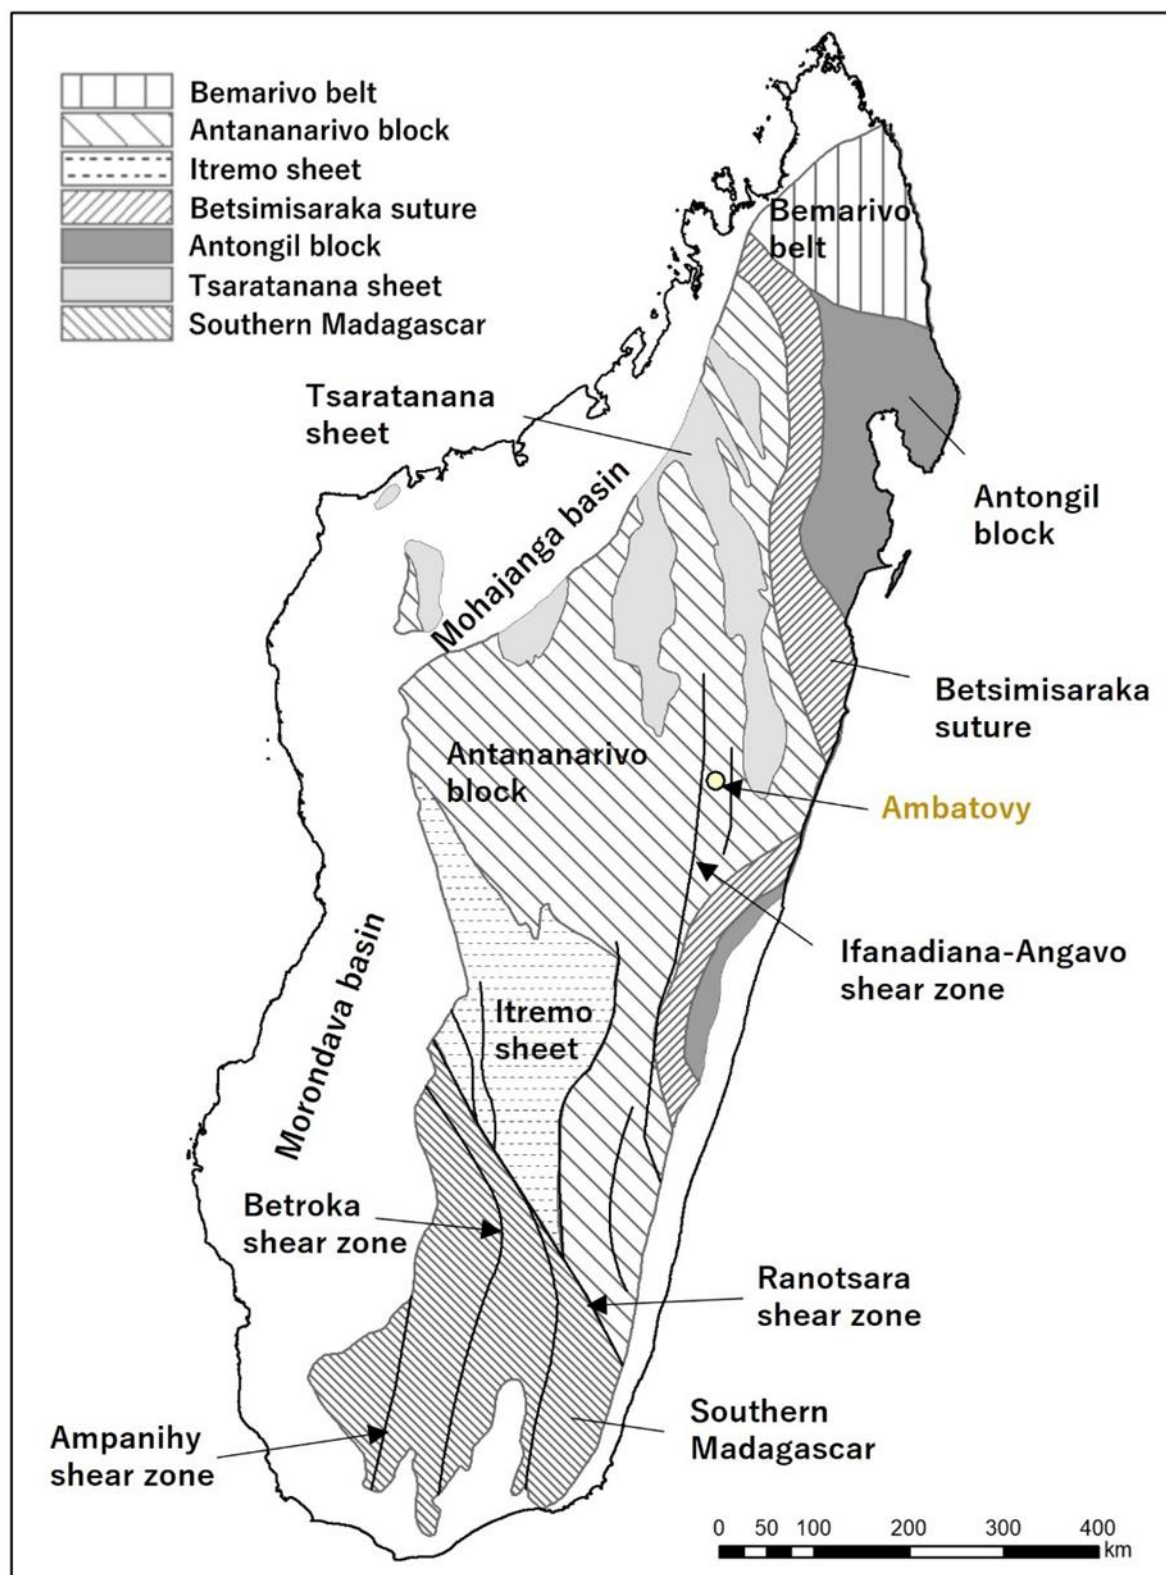 Bemarivo belt
Antananarivo block
Itremo sheet
Betsimisaraka suture
Antongil block
Tsaratanana sheet
Southern Madagascar
Bemarivo
belt
Tsaratanana
sheet
Antongil
block
Mohajanga basin
Betsimisaraka
suture
Antananarivo
block
Ambatovy
Ifanadiana-Angavo
shear zone
Itremo
sheet
Morondava basin
Betroka
shear zone
Ranotsara
shear zone
Southern
Madagascar
Ampanihy
shear zone
0 50 100 200 300 400
km